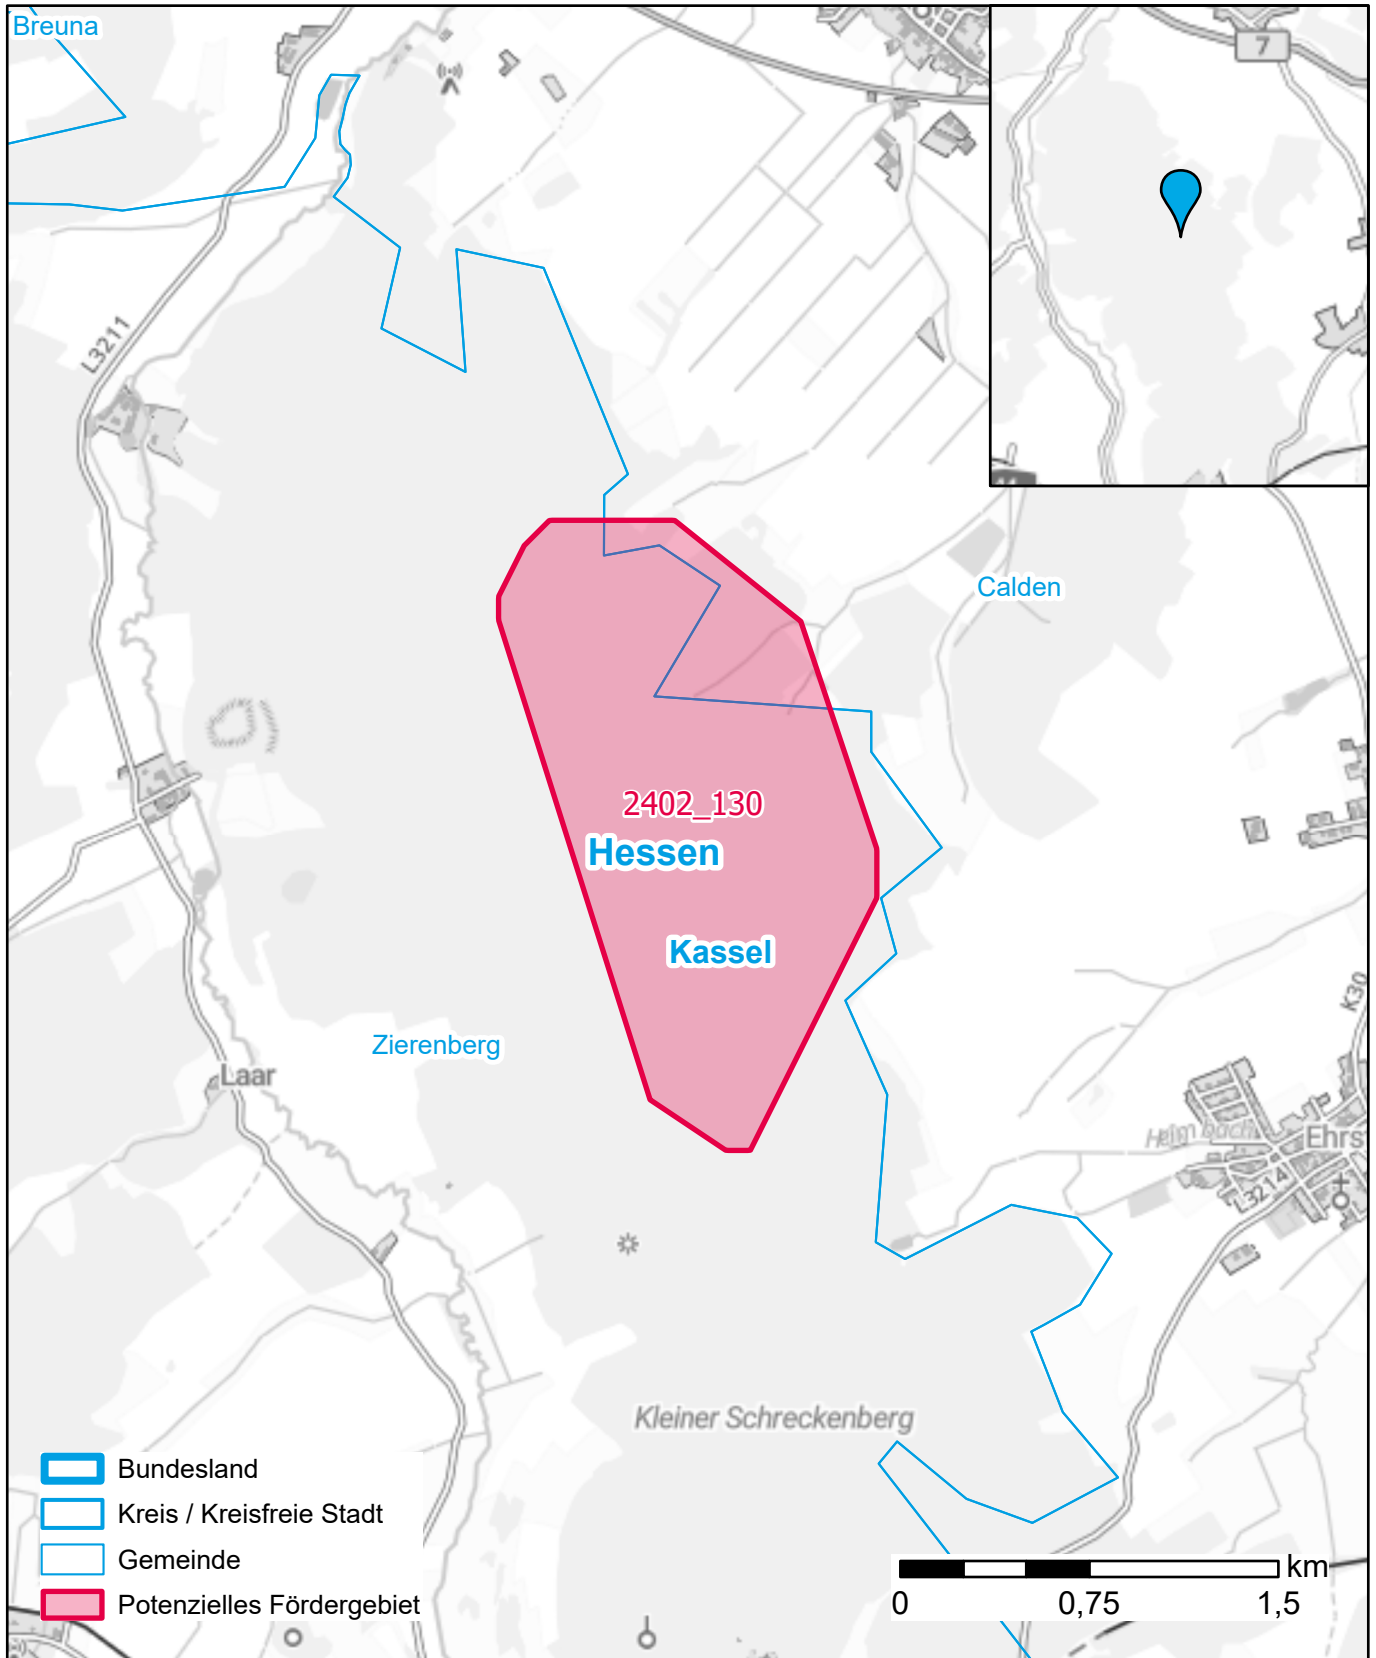 Breuna
7
L3211
Calden
2402_130
Hessen
Kassel
K30
Zierenberg
Laar
Helmbach
Ehrs
L3214
Kleiner Schreckenberg
Bundesland
Kreis / Kreisfreie Stadt
Gemeinde
Potenzielles Fördergebiet
km
0 0,75 1,5